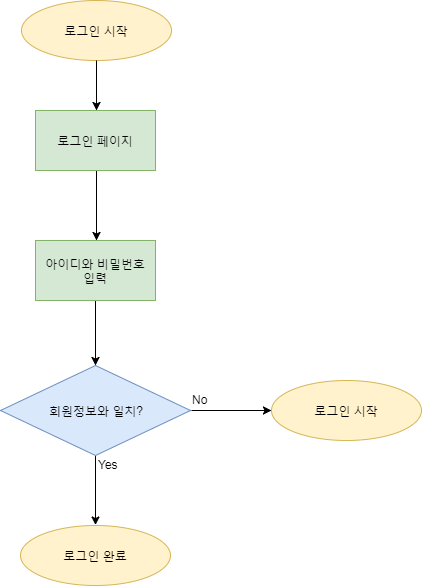 로그인 시작
로그인 페이지
아이디와 비밀번호
입력
회원정보와 일치?
No
로그인 시작
Yes
로그인 완료